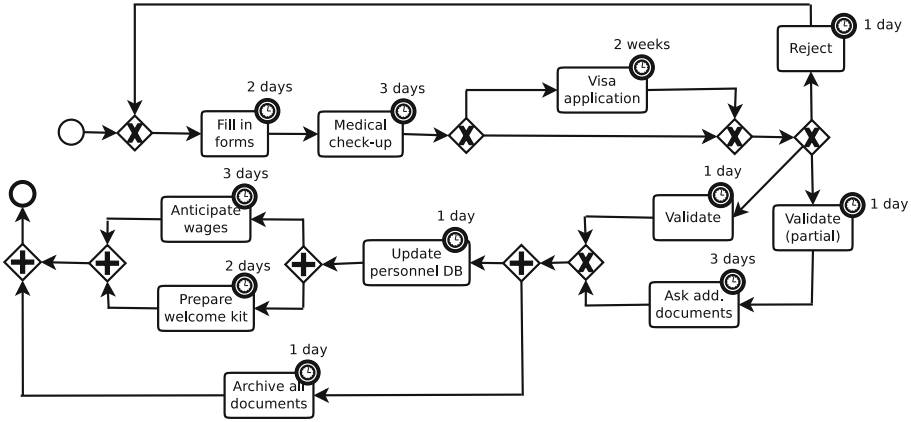 1 day
Reject
2 weeks
Visa
application
2 days
Fill in
forms
3 days
Medical
check-up
3 days
Anticipate
wages
1 day
Update
personnel DB
1 day
Validate
1 day
Validate
(partial)
2 days
Prepare
welcome kit
3 days
Ask add.
documents
1 day
Archive all
documents